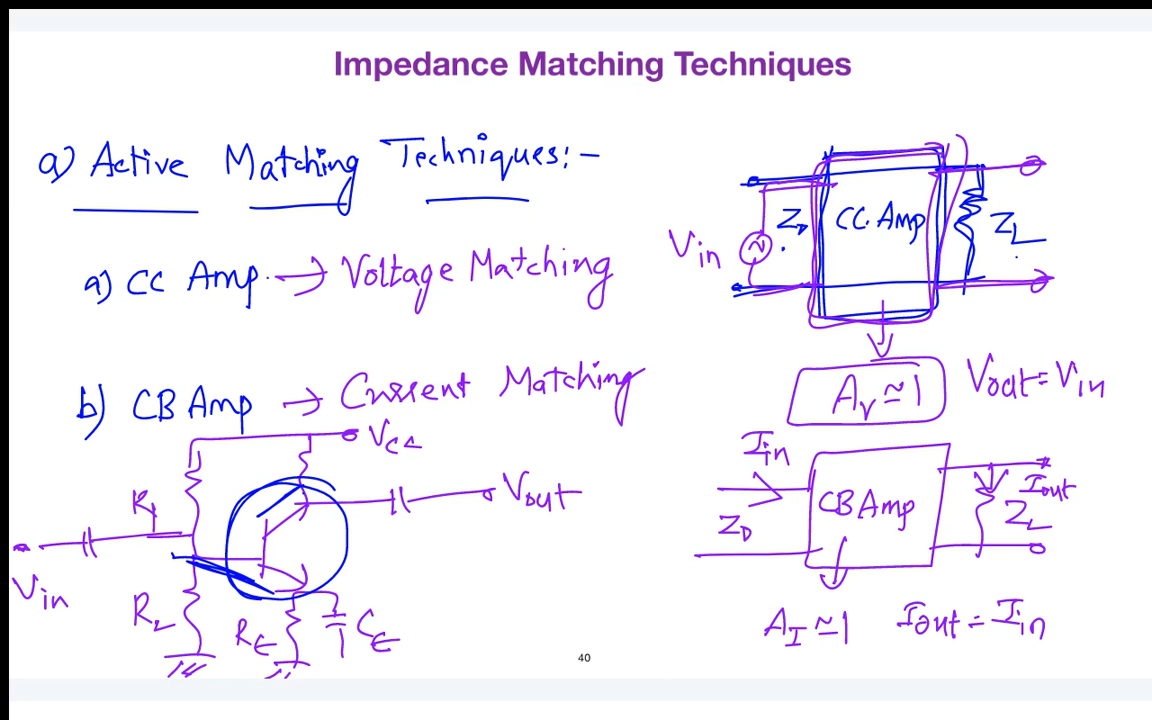 Impedance Matching Techniques
a) Active Matching Techniques:-
a) CC Amp. → Voltage Matching
b) CB Amp → Current Matching
Vin
ZD
CC Amp
ZL
Av ≃ 1
Vout = Vin
Iin
ZD
CB Amp
Iout
ZL
AI ≃ 1
Iout = Iin
Vcc
R1
Vout
Vin
R2
RE
CE
40